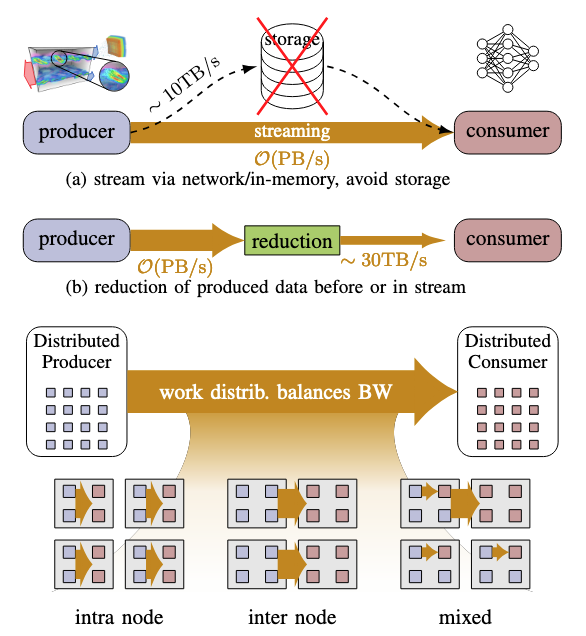 storage
~ 10TB/s
producer
streaming
consumer
O(PB/s)
(a) stream via network/in-memory, avoid storage
producer
reduction
consumer
O(PB/s)
~ 30TB/s
(b) reduction of produced data before or in stream
Distributed
Producer
work distrib. balances BW
Distributed
Consumer
intra node
inter node
mixed